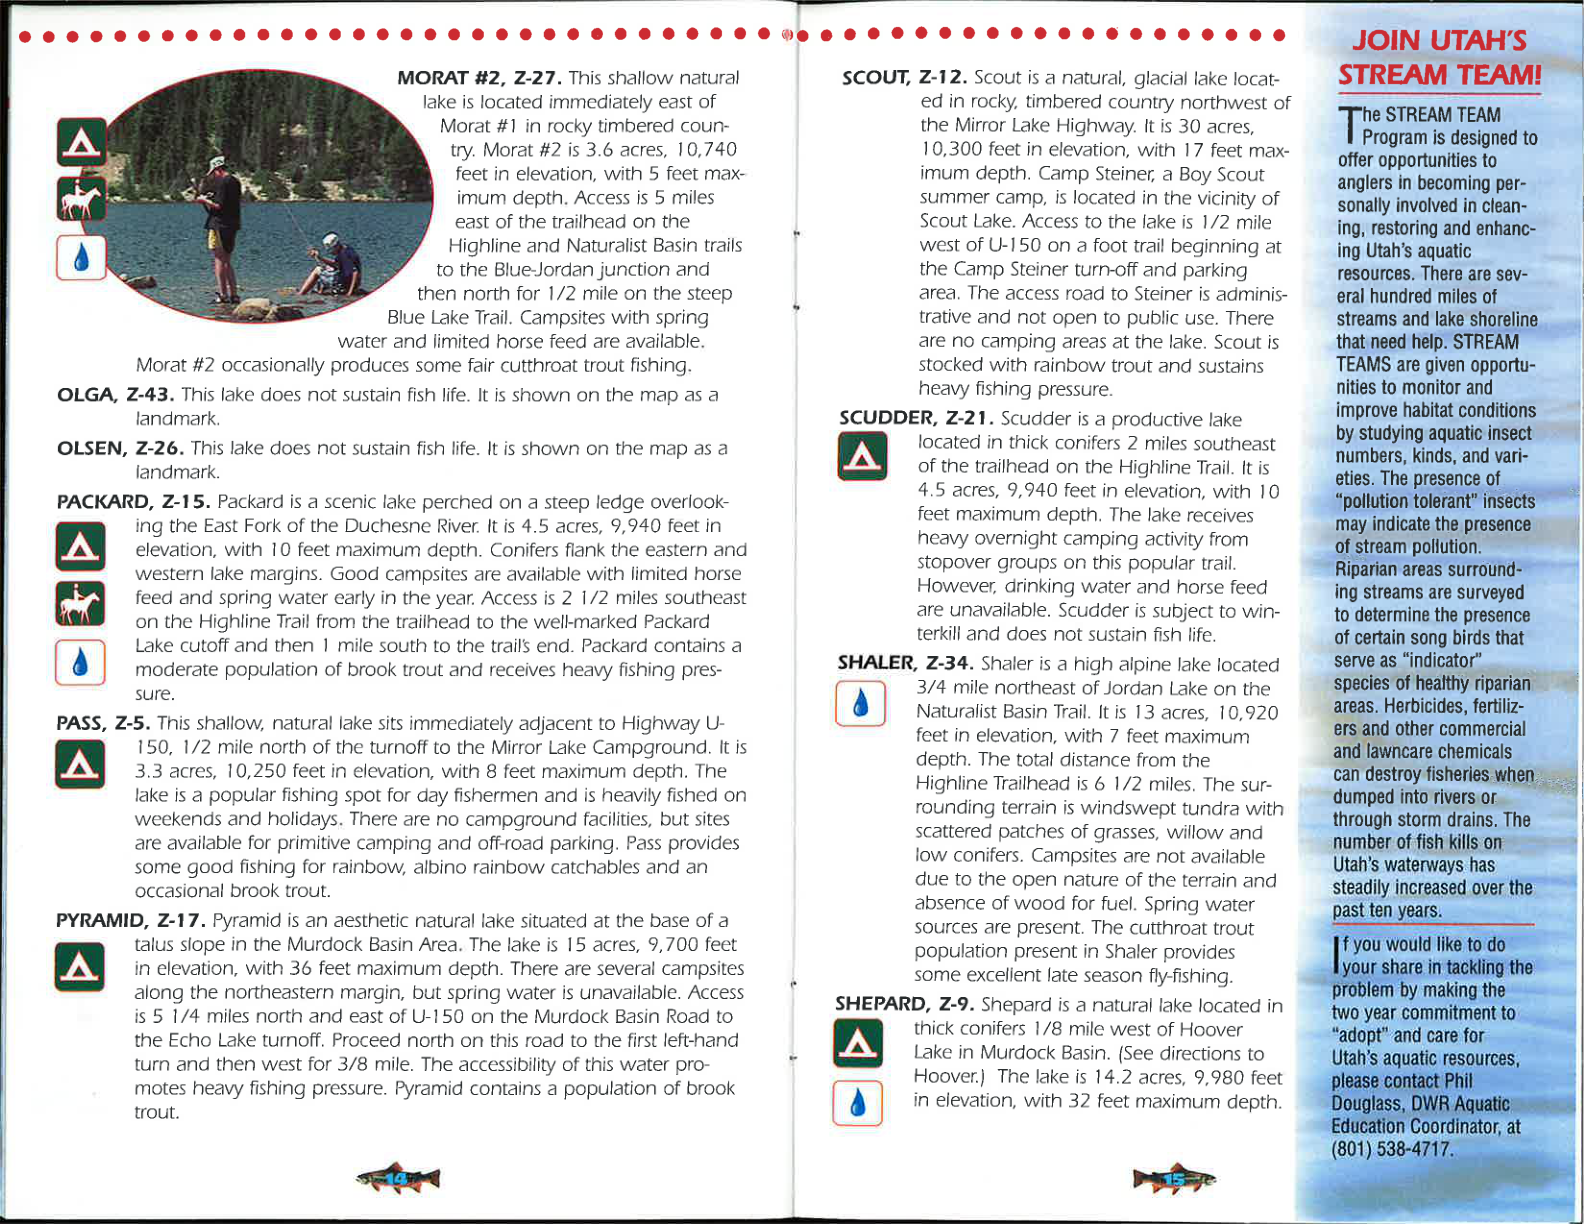 MORAT #2, Z-27. This shallow natural
lake is located immediately east of
Morat #1 in rocky timbered coun-
try. Morat #2 is 3.6 acres, 10,740
feet in elevation, with 5 feet max-
imum depth. Access is 5 miles
east of the trailhead on the
Highline and Naturalist Basin trails
to the Blue-Jordan junction and
then north for 1/2 mile on the steep
Blue Lake Trail. Campsites with spring
water and limited horse feed are available.
Morat #2 occasionally produces some fair cutthroat trout fishing.
OLGA, Z-43. This lake does not sustain fish life. It is shown on the map as a
landmark.
OLSEN, Z-26. This lake does not sustain fish life. It is shown on the map as a
landmark.
PACKARD, Z-15. Packard is a scenic lake perched on a steep ledge overlook-
ing the East Fork of the Duchesne River. It is 4.5 acres, 9,940 feet in
elevation, with 10 feet maximum depth. Conifers flank the eastern and
western lake margins. Good campsites are available with limited horse
feed and spring water early in the year. Access is 2 1/2 miles southeast
on the Highline Trail from the trailhead to the well-marked Packard
Lake cutoff and then 1 mile south to the trail's end. Packard contains a
moderate population of brook trout and receives heavy fishing pres-
sure.
PASS, Z-5. This shallow, natural lake sits immediately adjacent to Highway U-
150, 1/2 mile north of the turnoff to the Mirror Lake Campground. It is
3.3 acres, 10,250 feet in elevation, with 8 feet maximum depth. The
lake is a popular fishing spot for day fishermen and is heavily fished on
weekends and holidays. There are no campground facilities, but sites
are available for primitive camping and off-road parking. Pass provides
some good fishing for rainbow, albino rainbow catchables and an
occasional brook trout.
PYRAMID, Z-17. Pyramid is an aesthetic natural lake situated at the base of a
talus slope in the Murdock Basin Area. The lake is 15 acres, 9,700 feet
in elevation, with 36 feet maximum depth. There are several campsites
along the northeastern margin, but spring water is unavailable. Access
is 5 1/4 miles north and east of U-150 on the Murdock Basin Road to
the Echo Lake turnoff. Proceed north on this road to the first left-hand
turn and then west for 3/8 mile. The accessibility of this water pro-
motes heavy fishing pressure. Pyramid contains a population of brook
trout.
14
SCOUT, Z-12. Scout is a natural, glacial lake locat-
ed in rocky, timbered country northwest of
the Mirror Lake Highway. It is 30 acres,
10,300 feet in elevation, with 17 feet max-
imum depth. Camp Steiner, a Boy Scout
summer camp, is located in the vicinity of
Scout Lake. Access to the lake is 1/2 mile
west of U-150 on a foot trail beginning at
the Camp Steiner turn-off and parking
area. The access road to Steiner is adminis-
trative and not open to public use. There
are no camping areas at the lake. Scout is
stocked with rainbow trout and sustains
heavy fishing pressure.
SCUDDER, Z-21. Scudder is a productive lake
located in thick conifers 2 miles southeast
of the trailhead on the Highline Trail. It is
4.5 acres, 9,940 feet in elevation, with 10
feet maximum depth. The lake receives
heavy overnight camping activity from
stopover groups on this popular trail.
However, drinking water and horse feed
are unavailable. Scudder is subject to win-
terkill and does not sustain fish life.
SHALER, Z-34. Shaler is a high alpine lake located
3/4 mile northeast of Jordan Lake on the
Naturalist Basin Trail. It is 13 acres, 10,920
feet in elevation, with 7 feet maximum
depth. The total distance from the
Highline Trailhead is 6 1/2 miles. The sur-
rounding terrain is windswept tundra with
scattered patches of grasses, willow and
low conifers. Campsites are not available
due to the open nature of the terrain and
absence of wood for fuel. Spring water
sources are present. The cutthroat trout
population present in Shaler provides
some excellent late season fly-fishing.
SHEPARD, Z-9. Shepard is a natural lake located in
thick conifers 1/8 mile west of Hoover
Lake in Murdock Basin. (See directions to
Hoover.) The lake is 14.2 acres, 9,980 feet
in elevation, with 32 feet maximum depth.
15
JOIN UTAH'S
STREAM TEAM!
The STREAM TEAM
Program is designed to
offer opportunities to
anglers in becoming per-
sonally involved in clean-
ing, restoring and enhanc-
ing Utah's aquatic
resources. There are sev-
eral hundred miles of
streams and lake shoreline
that need help. STREAM
TEAMS are given opportu-
nities to monitor and
improve habitat conditions
by studying aquatic insect
numbers, kinds, and vari-
eties. The presence of
"pollution tolerant" insects
may indicate the presence
of stream pollution.
Riparian areas surround-
ing streams are surveyed
to determine the presence
of certain song birds that
serve as "indicator"
species of healthy riparian
areas. Herbicides, fertiliz-
ers and other commercial
and lawncare chemicals
can destroy fisheries when
dumped into rivers or
through storm drains. The
number of fish kills on
Utah's waterways has
steadily increased over the
past ten years.
If you would like to do
your share in tackling the
problem by making the
two year commitment to
"adopt" and care for
Utah's aquatic resources,
please contact Phil
Douglass, DWR Aquatic
Education Coordinator, at
(801) 538-4717.